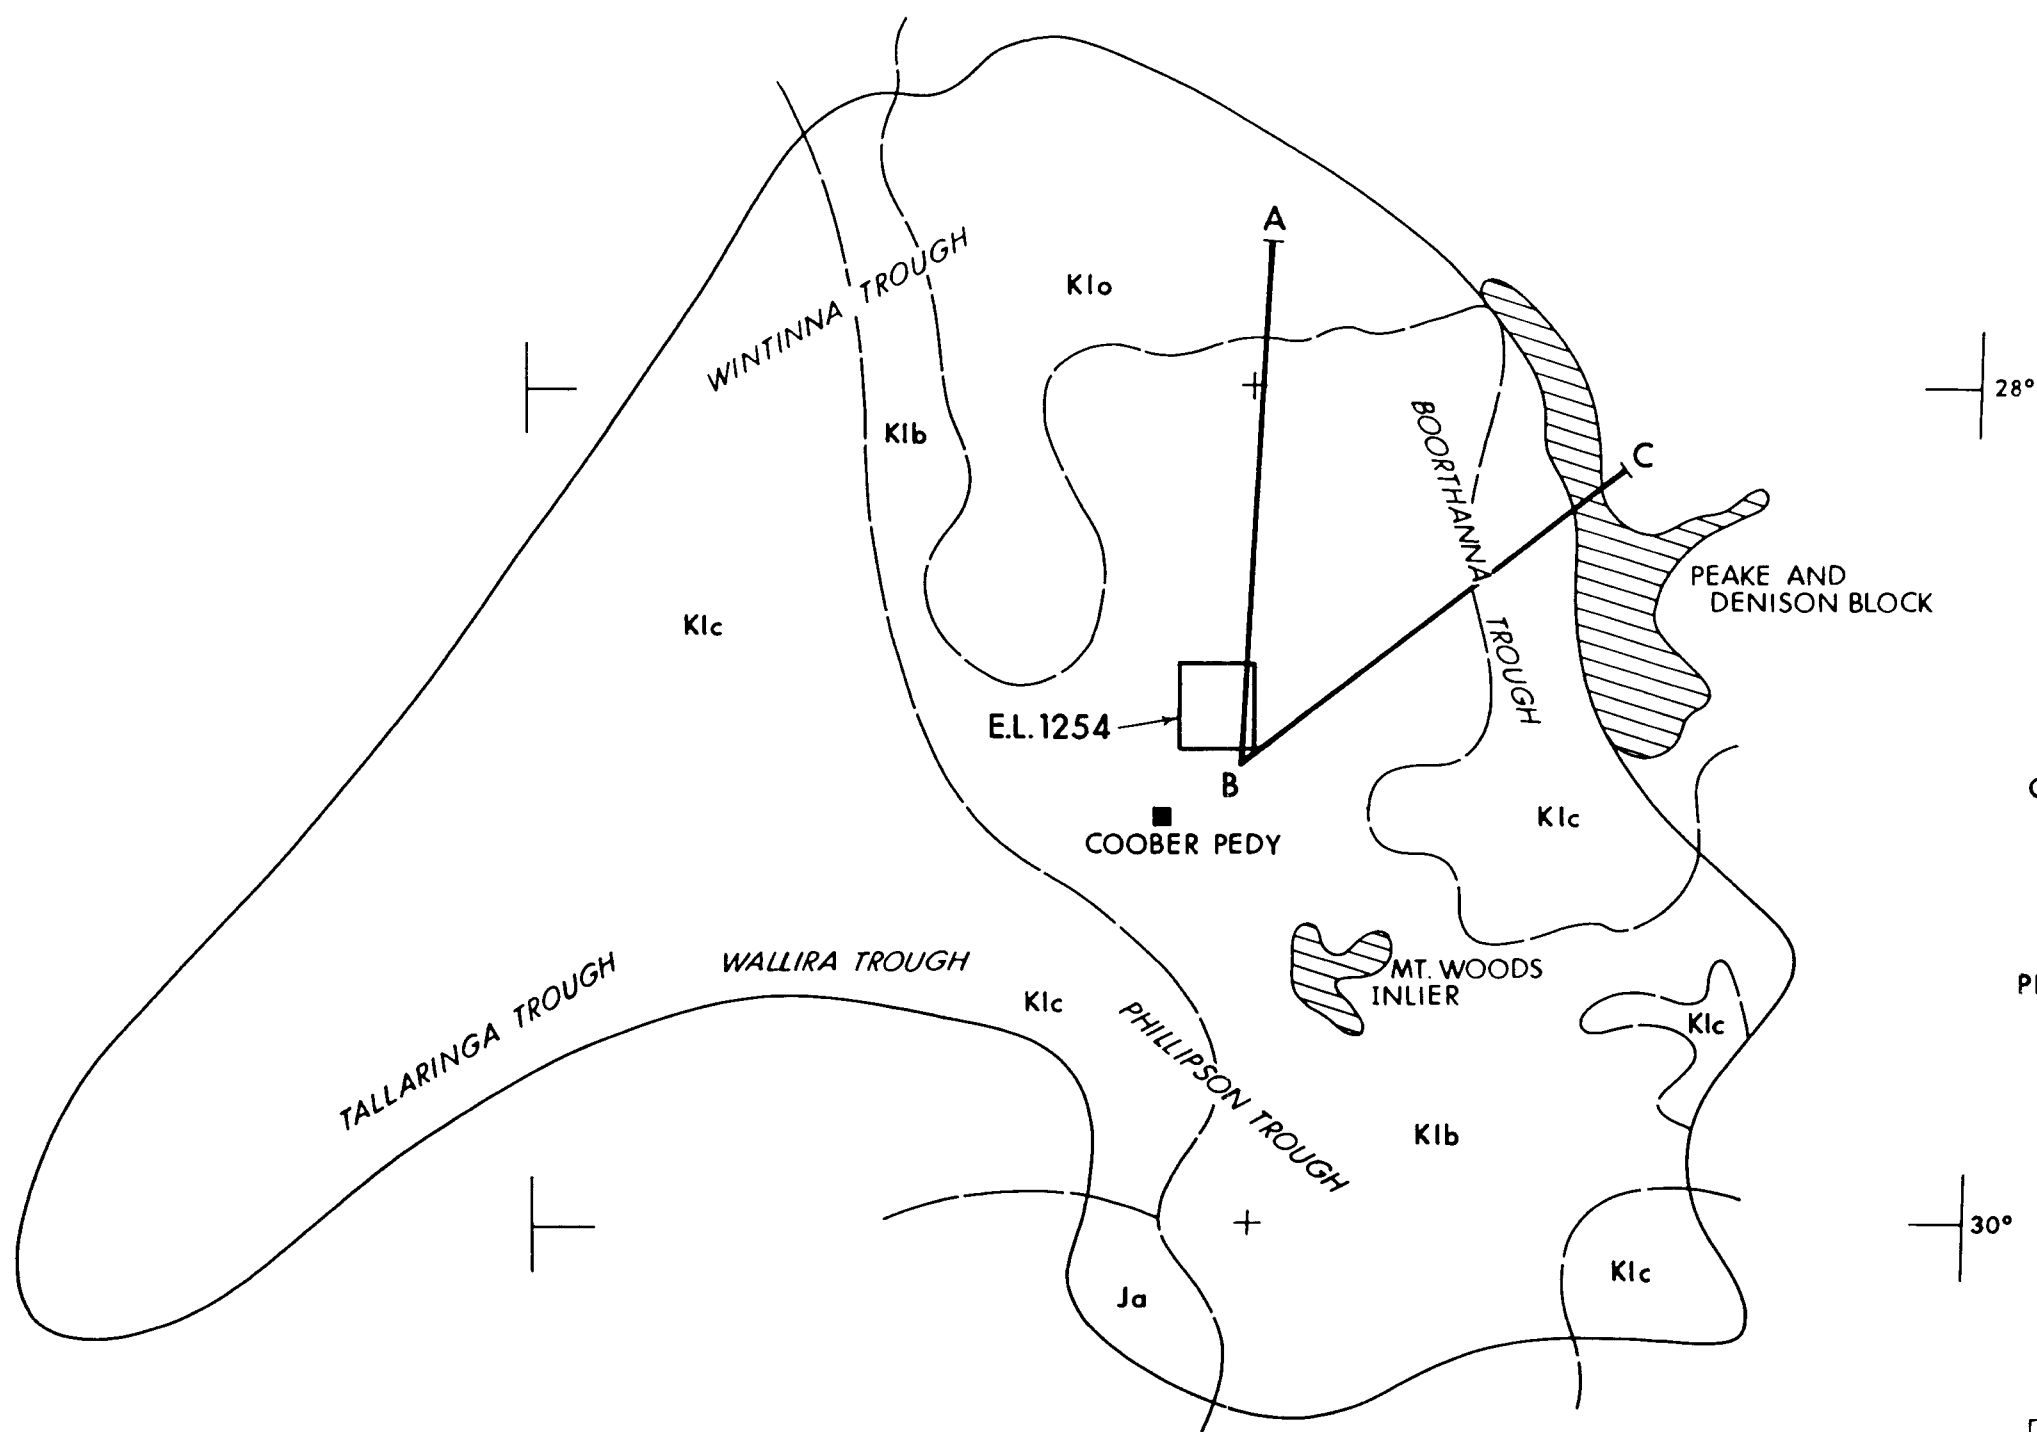 A
WINTINNA TROUGH
Klo
28°
Klb
BOORTHANNA TROUGH
C
PEAKE AND
DENISON BLOCK
Klc
E.L.1254
B
Klc
COOBER PEDY
WALLIRA TROUGH
TALLARINGA TROUGH
Klc
MT. WOODS
INLIER
PHILLIPSON TROUGH
Klc
Klb
30°
Klc
Ja